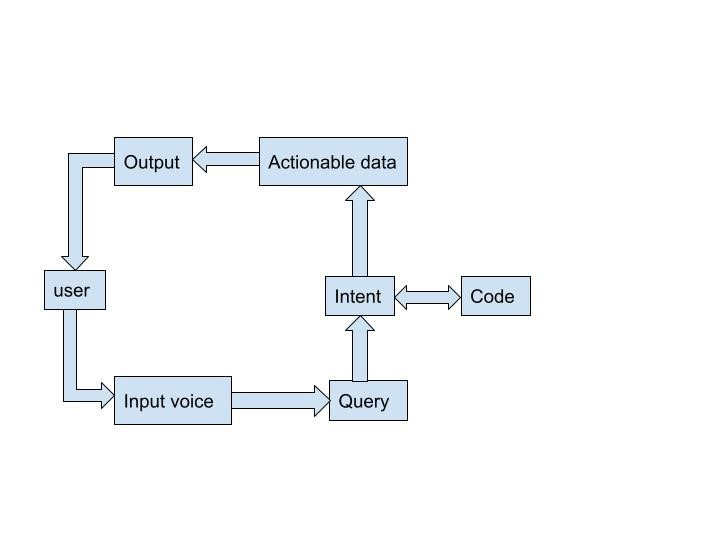 Output
Actionable data
user
Intent
Code
Input voice
Query